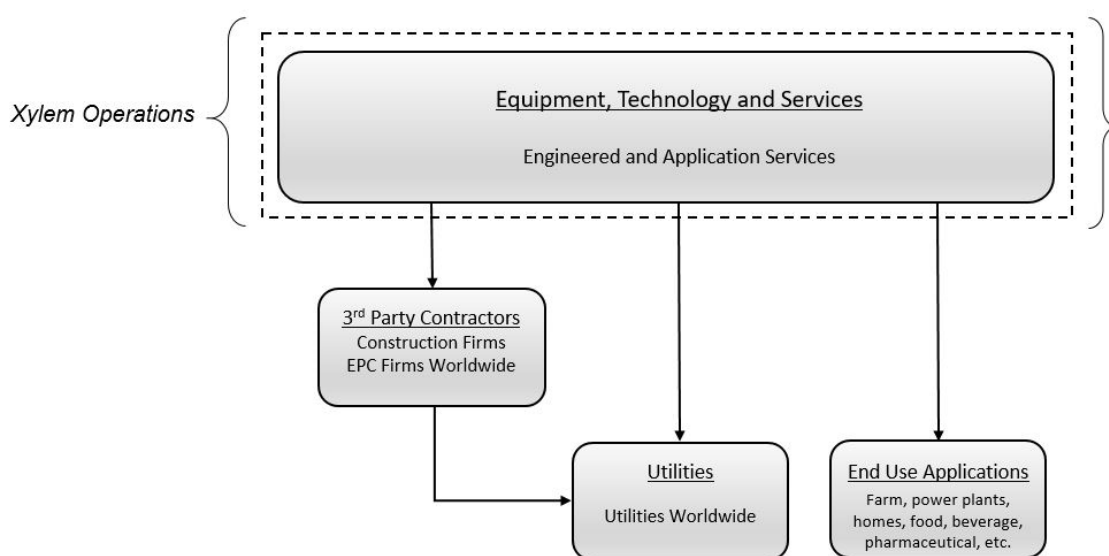 Equipment, Technology and Services
Xylem Operations
Engineered and Application Services
3rd Party Contractors
Construction Firms
EPC Firms Worldwide
Utilities
Utilities Worldwide
End Use Applications
Farm, power plants,
homes, food, beverage,
pharmaceutical, etc.